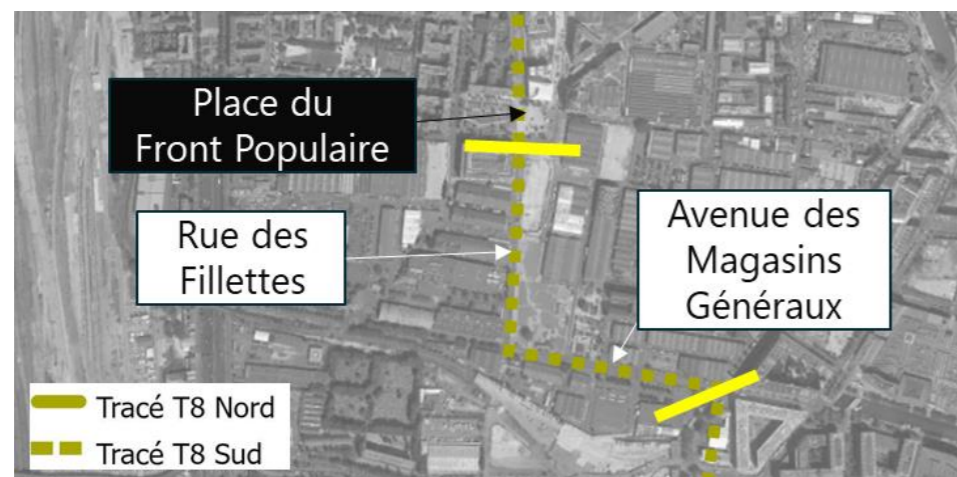 Place du
Front Populaire
Rue des
Fillettes
Avenue des
Magasins
Généraux
Tracé T8 Nord
Tracé T8 Sud